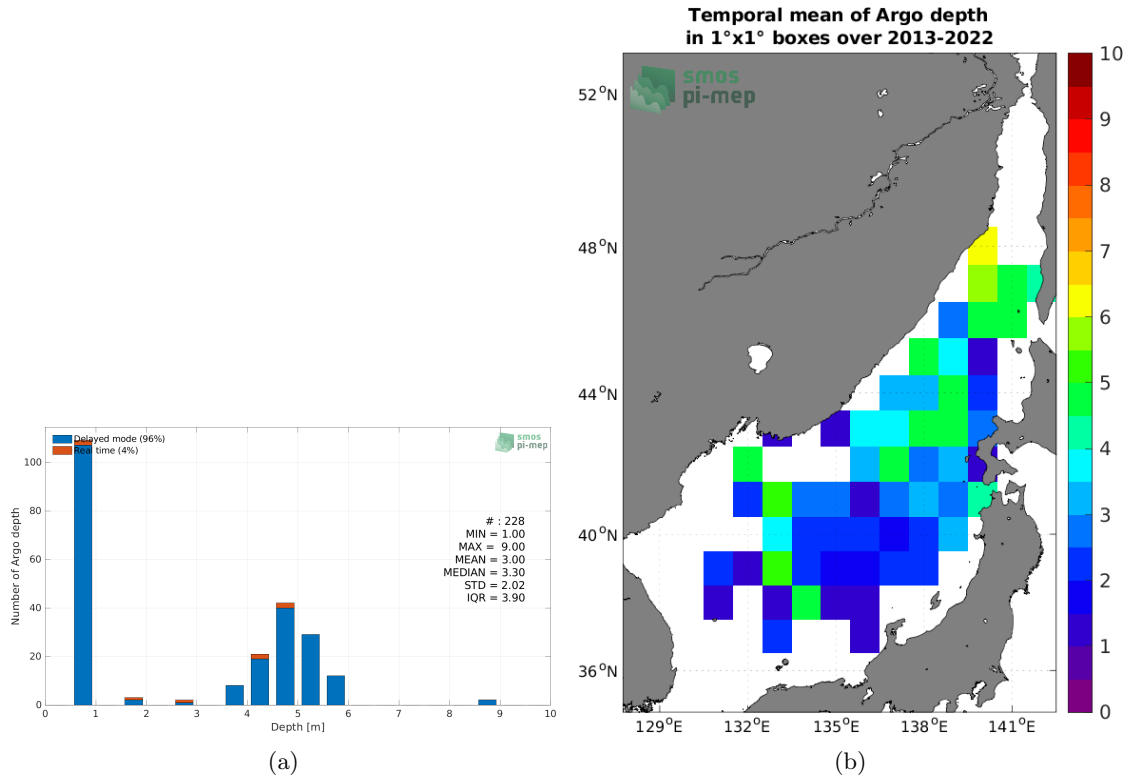 Delayed mode (96%)
Real time (4%)
smos
pi-mep
# : 228
MIN = 1.00
MAX = 9.00
MEAN = 3.00
MEDIAN = 3.30
STD = 2.02
IQR = 3.90
Number of Argo depth
0
20
40
60
80
100
0 1 2 3 4 5 6 7 8 9 10
Depth [m]
(a)
Temporal mean of Argo depth
in 1°x1° boxes over 2013-2022
smos
pi-mep
52°N
48°N
44°N
40°N
36°N
129°E 132°E 135°E 138°E 141°E
10
9
8
7
6
5
4
3
2
1
0
(b)